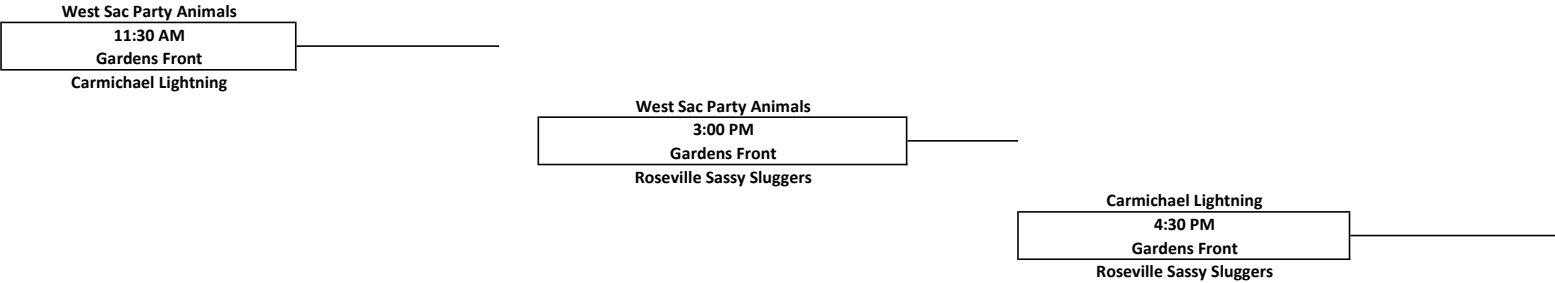 West Sac Party Animals
11:30 AM
Gardens Front
Carmichael Lightning
West Sac Party Animals
3:00 PM
Gardens Front
Roseville Sassy Sluggers
Carmichael Lightning
4:30 PM
Gardens Front
Roseville Sassy Sluggers